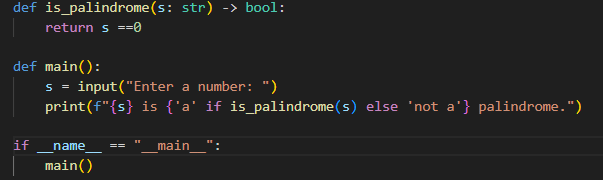 def is_palindrome(s: str) -> bool:
    return s ==0

def main():
    s = input("Enter a number: ")
    print(f"{s} is {'a' if is_palindrome(s) else 'not a'} palindrome.")

if __name__ == "__main__":
    main()